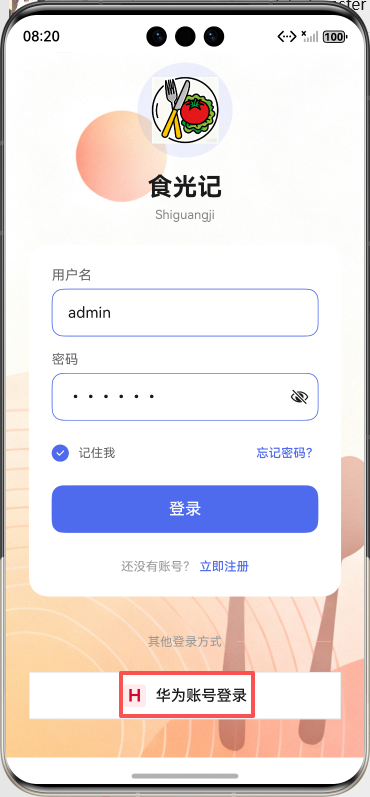 08:20
100
食光记
Shiguangji
用户名
admin
密码
••••••
记住我 忘记密码?
登录
还没有账号? 立即注册
其他登录方式
H 华为账号登录